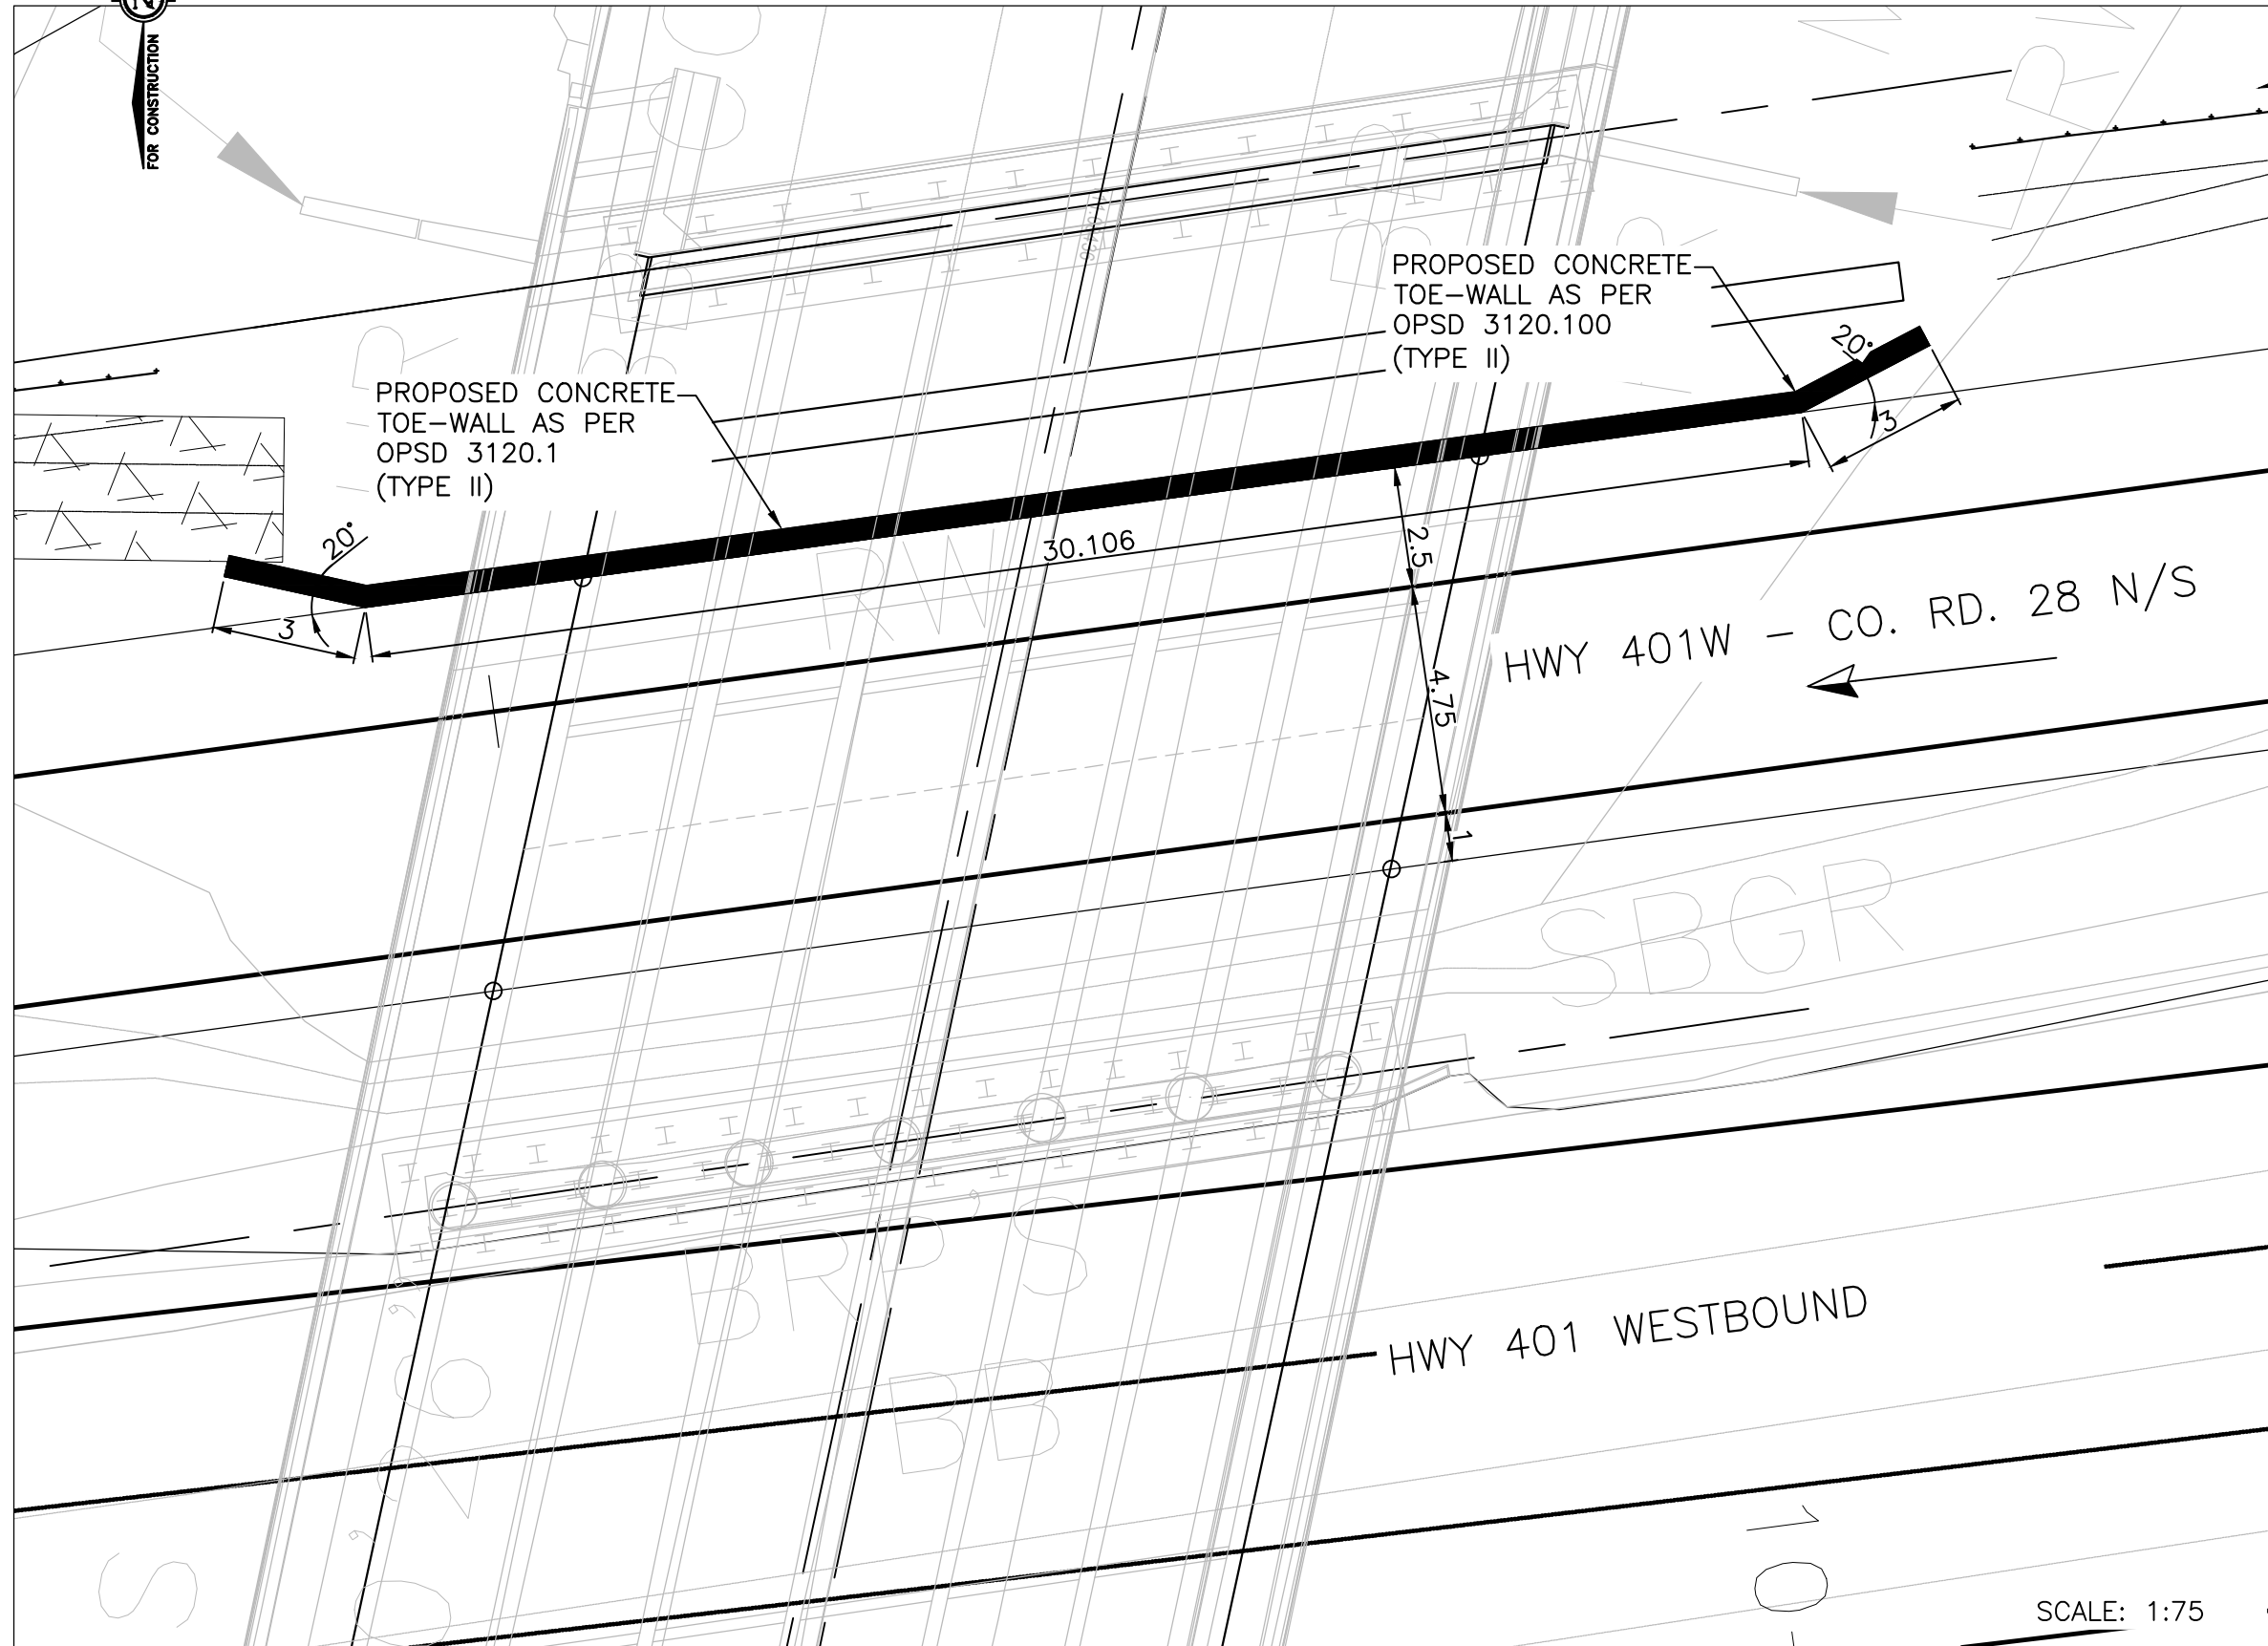 N
FOR CONSTRUCTION
PROPOSED CONCRETE
TOE-WALL AS PER
OPSD 3120.100
(TYPE II)
20°
3
PROPOSED CONCRETE
TOE-WALL AS PER
OPSD 3120.1
(TYPE II)
20°
3
30.106
2.5
4.75
1
RW
HWY 401W - CO. RD. 28 N/S
SBGR
HWY 401 WESTBOUND
SCALE: 1:75